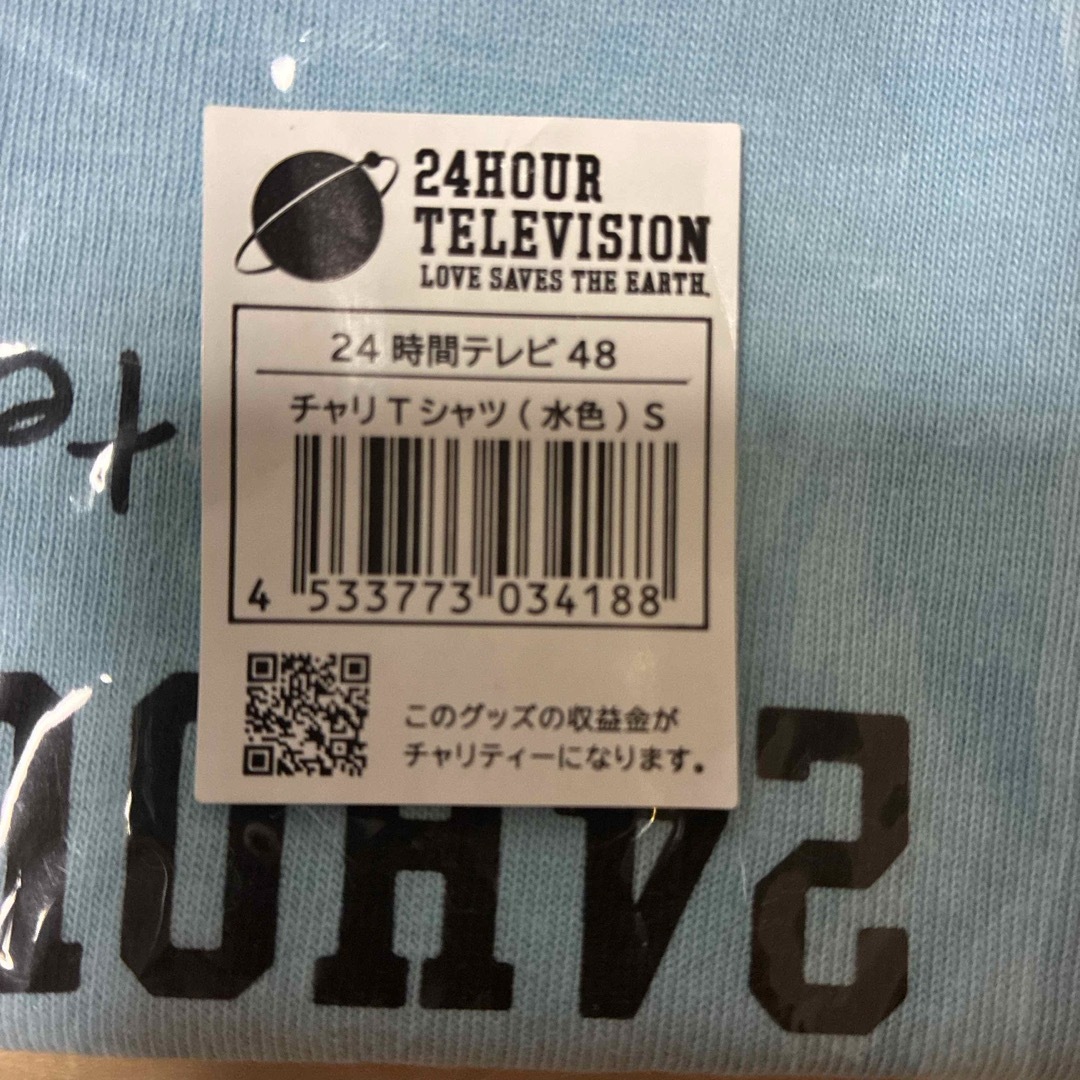 24HOUR
TELEVISION
LOVE SAVES THE EARTH.
24時間テレビ48
チャリTシャツ(水色)S
4 533773 034188
このグッズの収益金が
チャリティーになります。